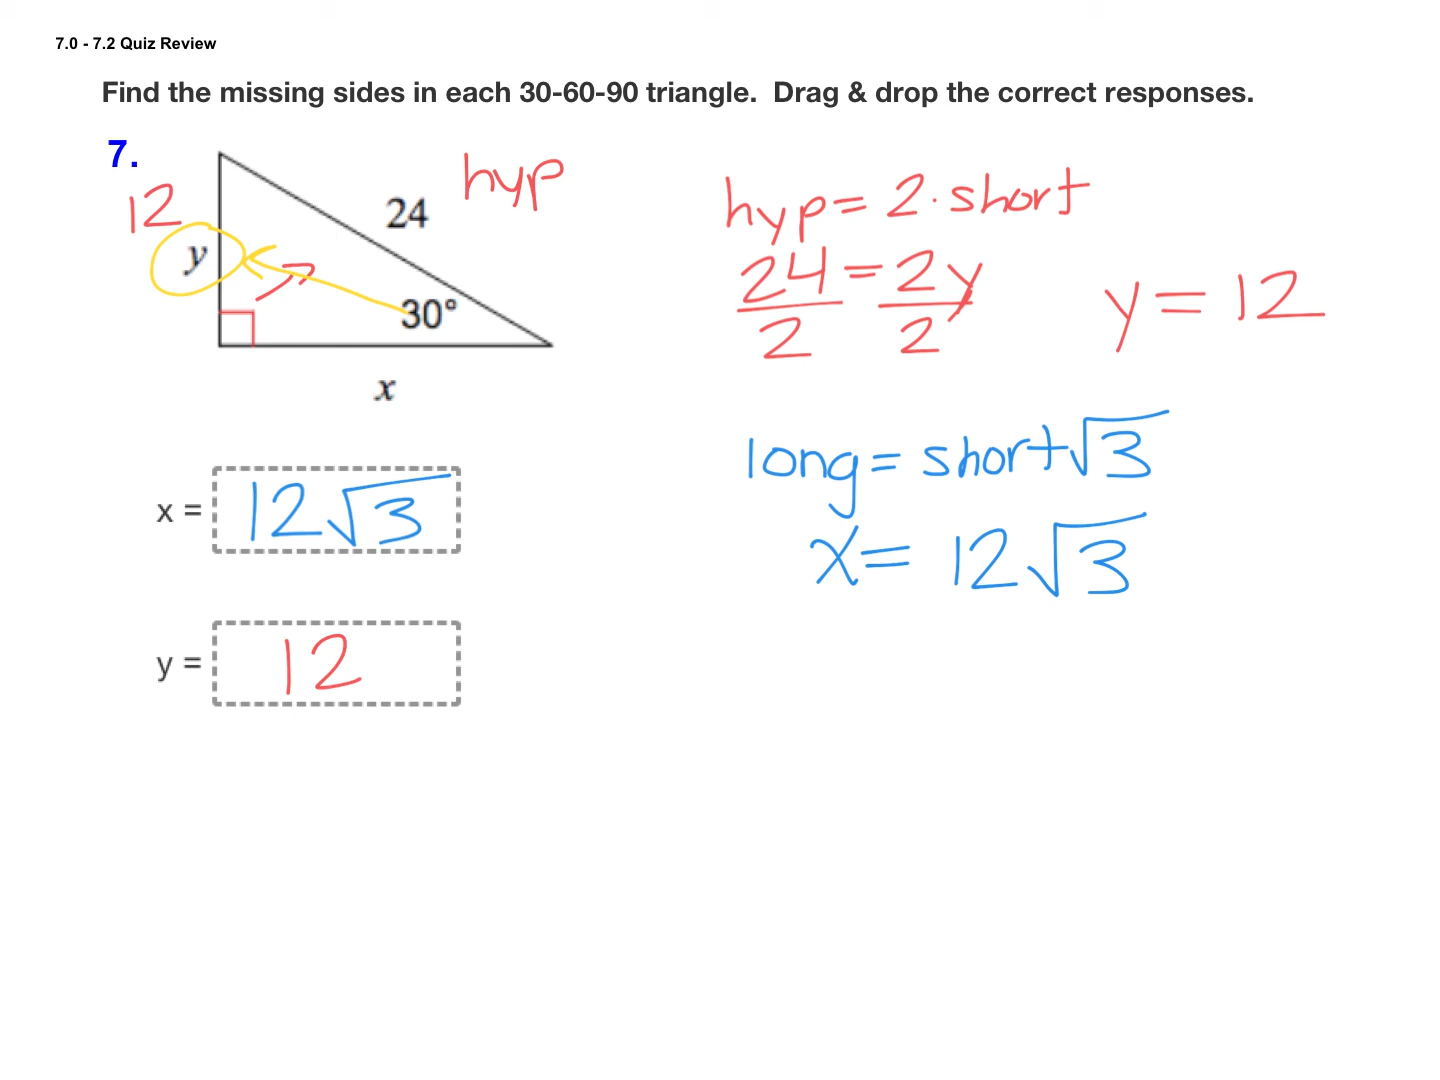 7.0 - 7.2 Quiz Review
Find the missing sides in each 30-60-90 triangle. Drag & drop the correct responses.
7.
12
y
24
hyp
30°
x
x = 12√3
y = 12
hyp = 2 · short
24 = 2y
2 2
y = 12
long = short√3
x = 12√3